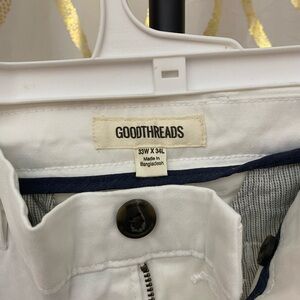 GOODTHREADS
33W X 34L
Made in
Bangladesh